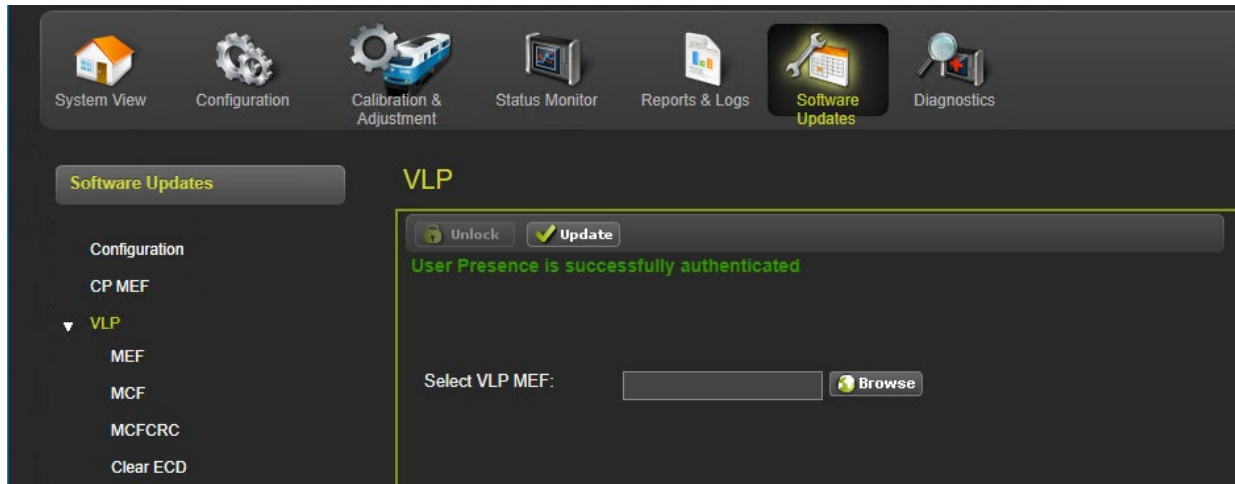 System View
Configuration
Calibration &
Adjustment
Status Monitor
Reports & Logs
Software
Updates
Diagnostics
Software Updates
Configuration
CP MEF
VLP
MEF
MCF
MCFCRC
Clear ECD
VLP
Unlock
Update
User Presence is successfully authenticated
Select VLP MEF:
Browse